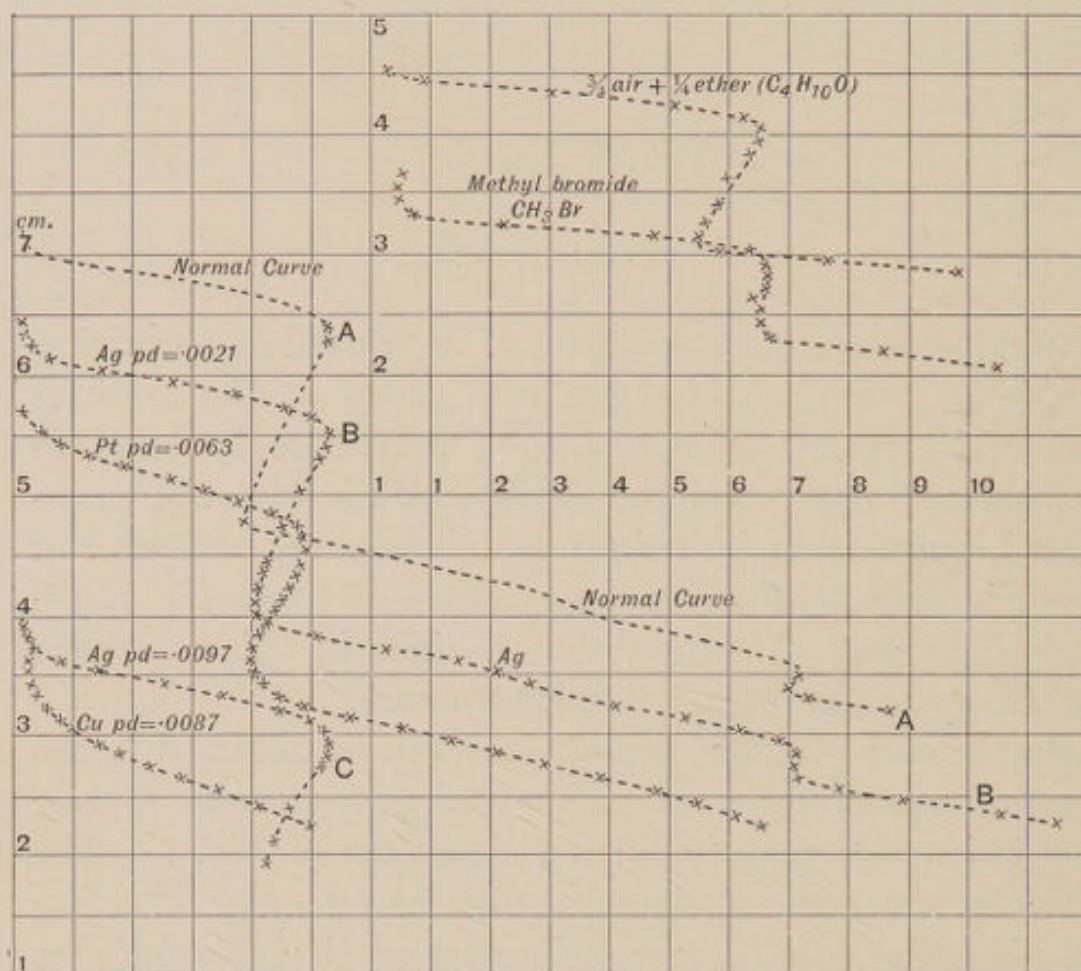 5
¾ air + ¼ ether (C₄H₁₀O)
4
Methyl bromide
CH₃Br
3
cm.
7
Normal Curve
A
Ag pd=·0021
6
2
B
Pt pd=·0063
5
1 1 2 3 4 5 6 7 8 9 10
4
Normal Curve
Ag pd=·0097
Ag
3
A
Cu pd=·0087
C
B
2
1